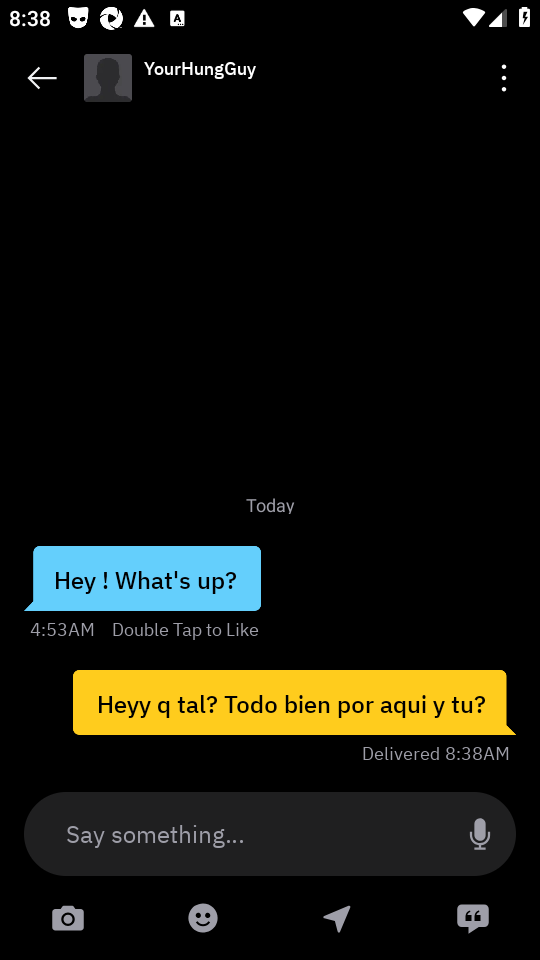 8:38
YourHungGuy
Today
Hey ! What's up?
4:53AM Double Tap to Like
Heyy q tal? Todo bien por aqui y tu?
Delivered 8:38AM
Say something...